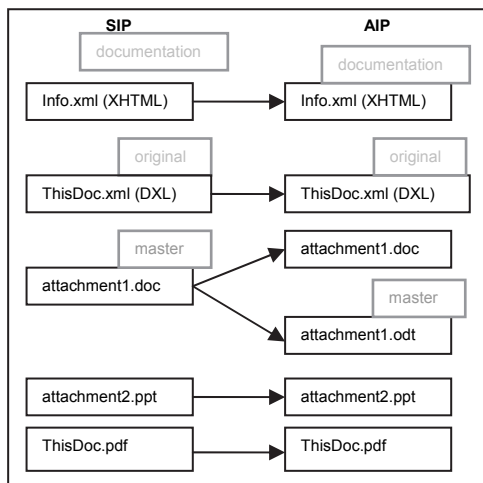 SIP AIP
documentation documentation
Info.xml (XHTML) Info.xml (XHTML)
original original
ThisDoc.xml (DXL) ThisDoc.xml (DXL)
master attachment1.doc
attachment1.doc master
attachment1.odt
attachment2.ppt attachment2.ppt
ThisDoc.pdf ThisDoc.pdf